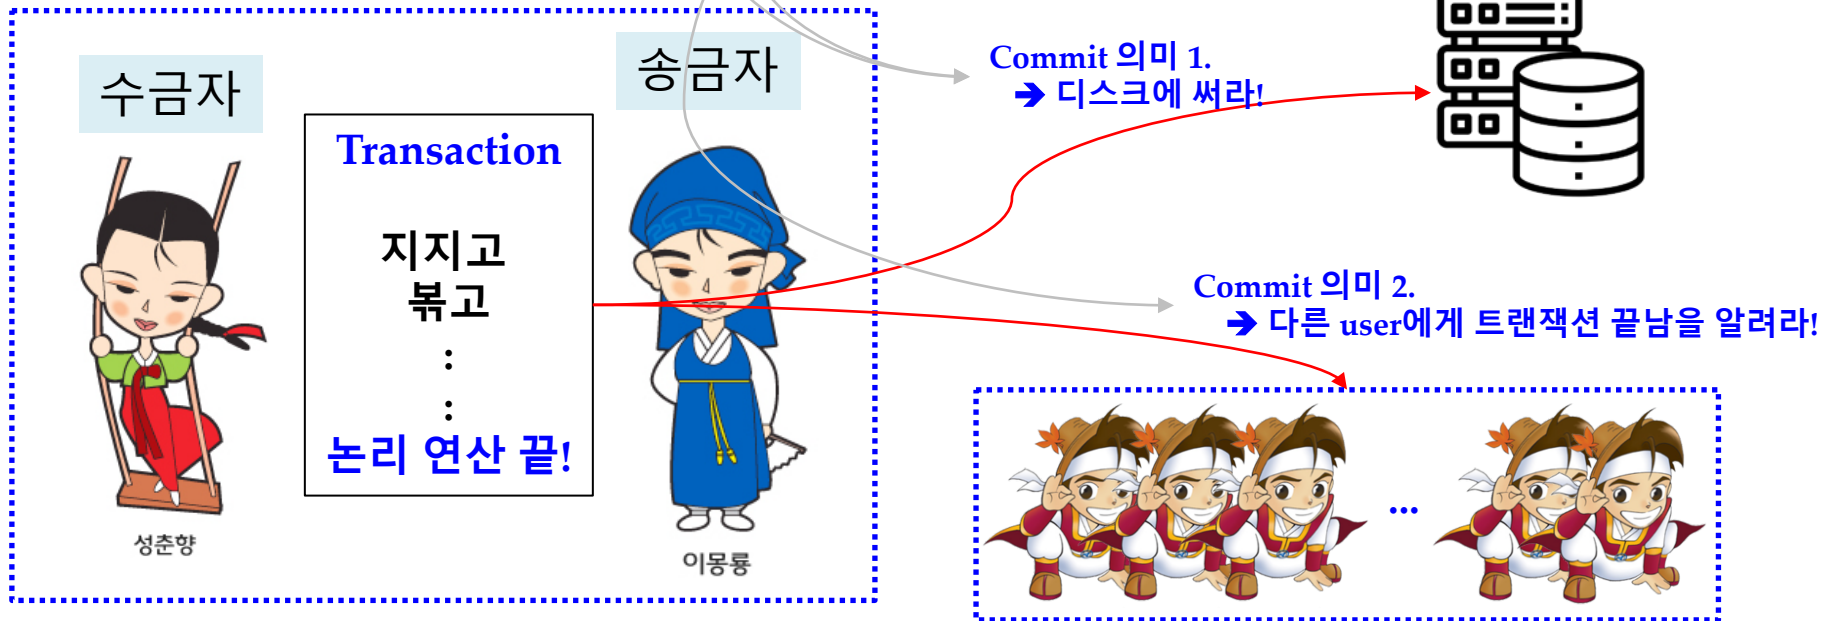 수금자
송금자
Transaction
지지고
볶고
:
:
논리 연산 끝!
성춘향
이몽룡
Commit 의미 1.
➔ 디스크에 써라!
Commit 의미 2.
➔ 다른 user에게 트랜잭션 끝남을 알려라!
...